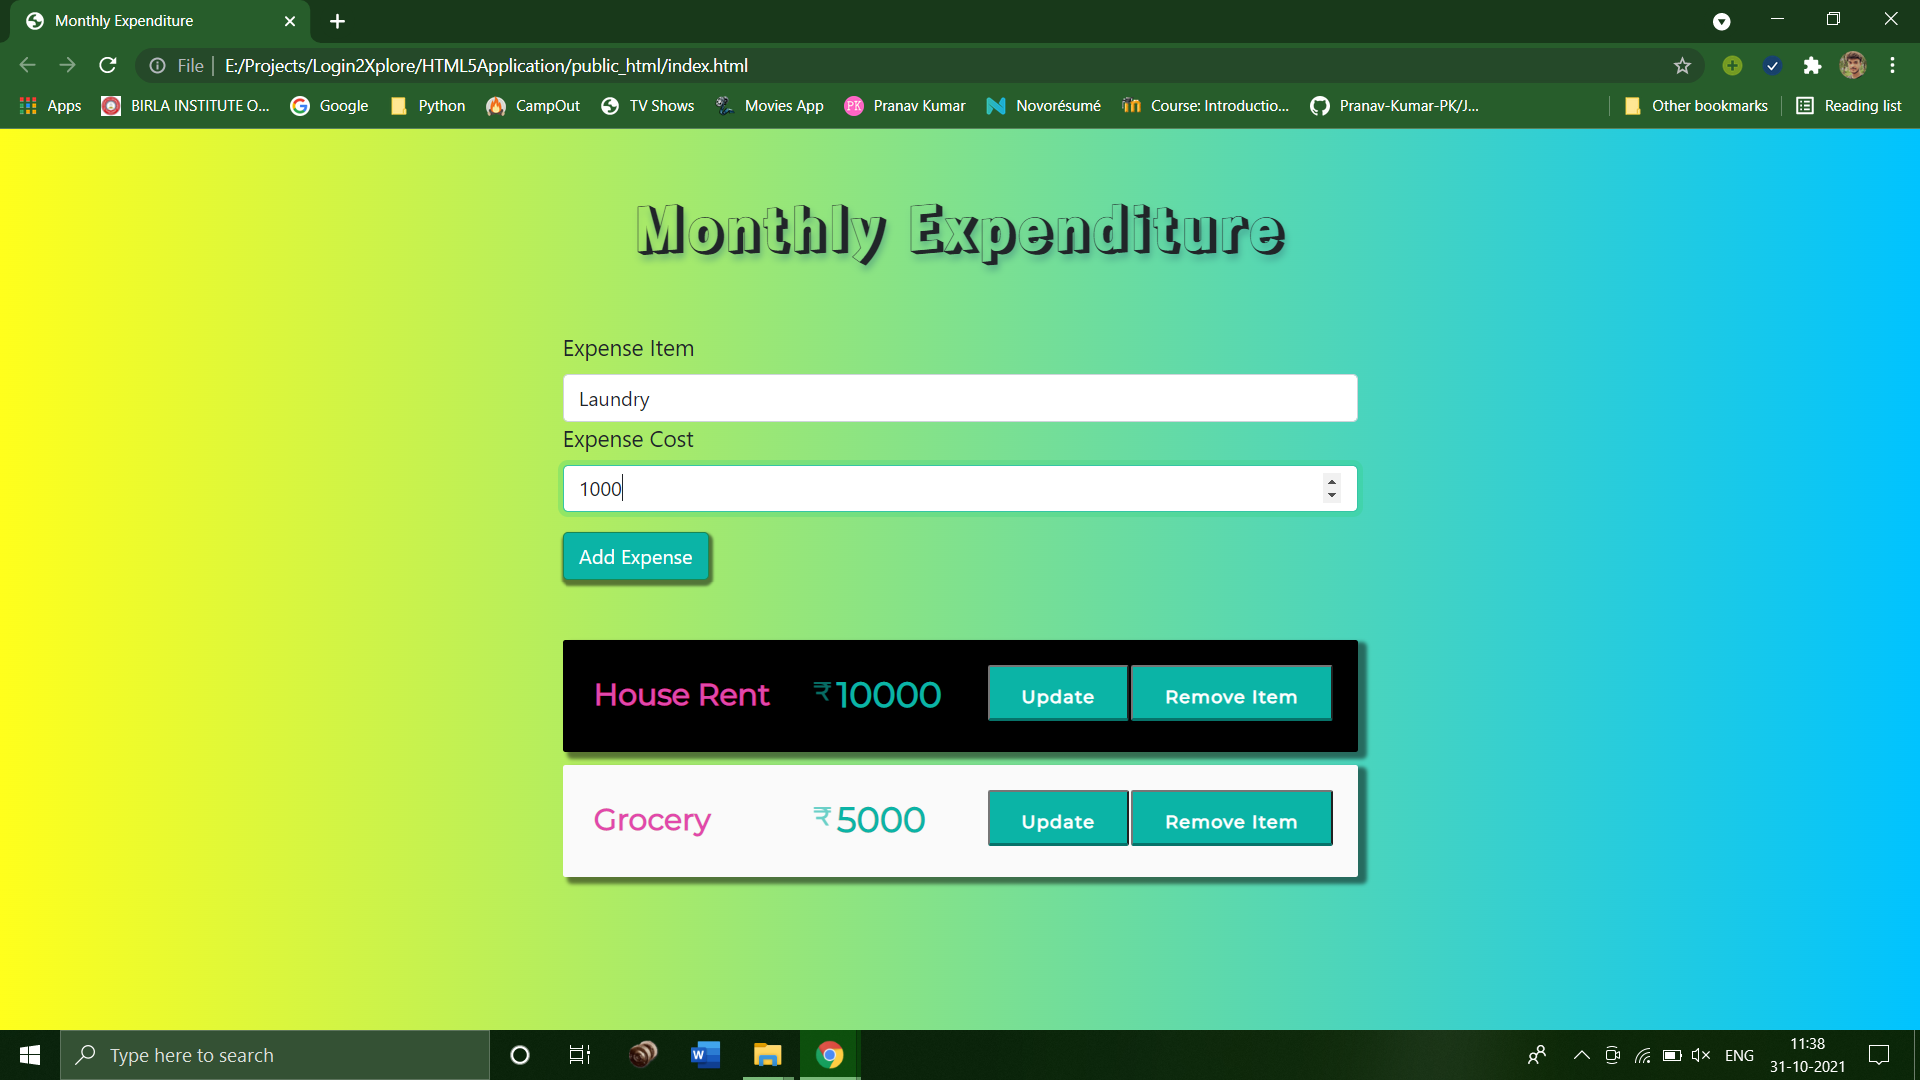 Monthly Expenditure
File | E:/Projects/Login2Xplore/HTML5Application/public_html/index.html
Apps BIRLA INSTITUTE O... Google Python CampOut TV Shows Movies App PK Pranav Kumar Novorésumé Course: Introductio... Pranav-Kumar-PK/J... Other bookmarks Reading list
Monthly Expenditure
Expense Item
Laundry
Expense Cost
1000
Add Expense
House Rent ₹10000 Update Remove Item
Grocery ₹5000 Update Remove Item
Type here to search
W
ENG
11:38
31-10-2021